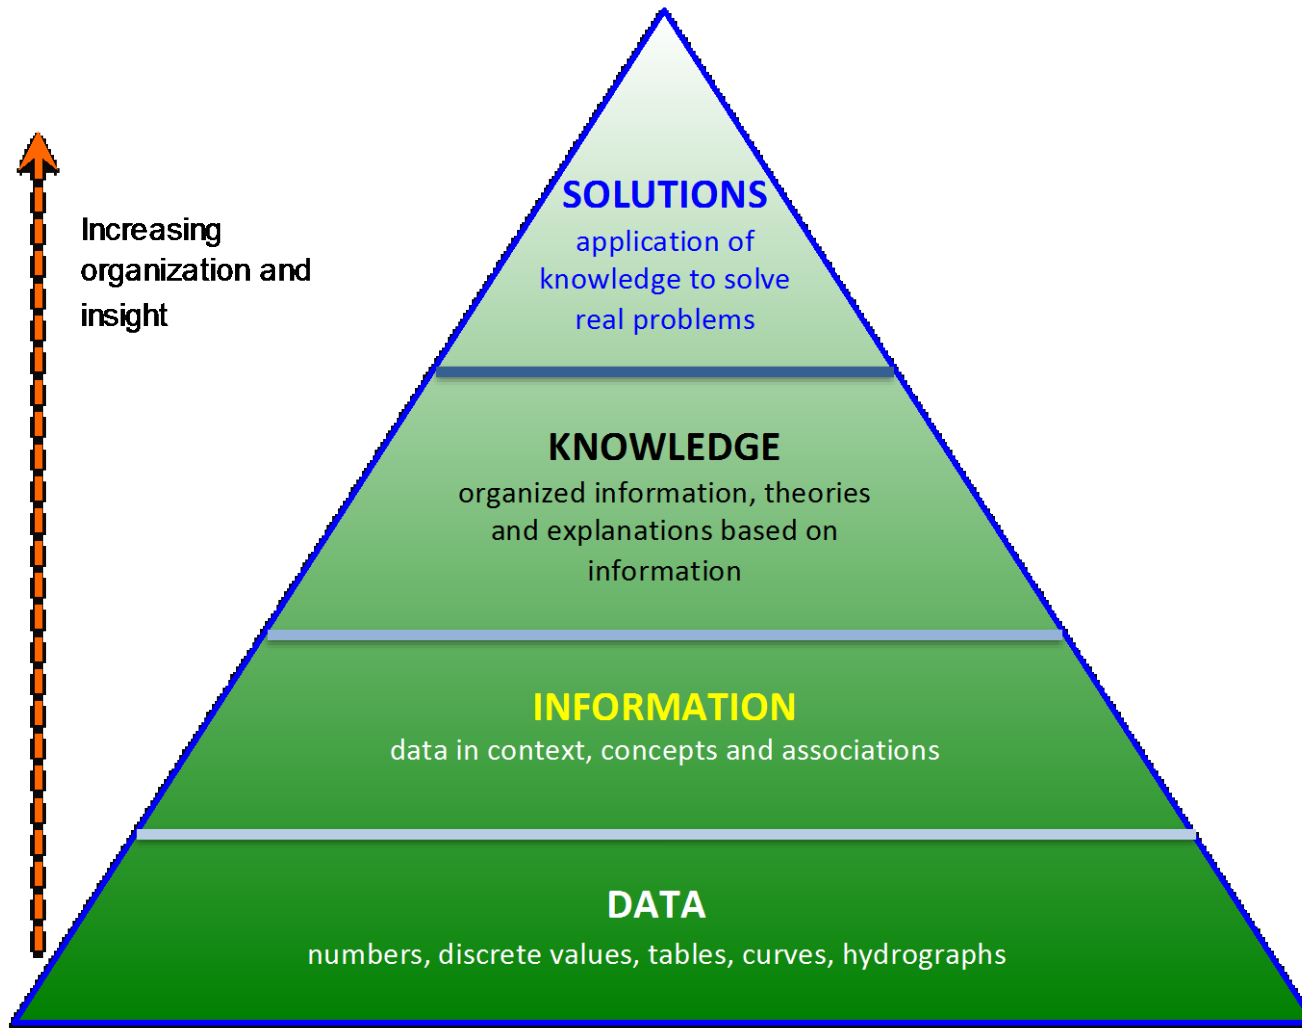 SOLUTIONS
application of
knowledge to solve
real problems
Increasing
organization and
insight
KNOWLEDGE
organized information, theories
and explanations based on
information
INFORMATION
data in context, concepts and associations
DATA
numbers, discrete values, tables, curves, hydrographs